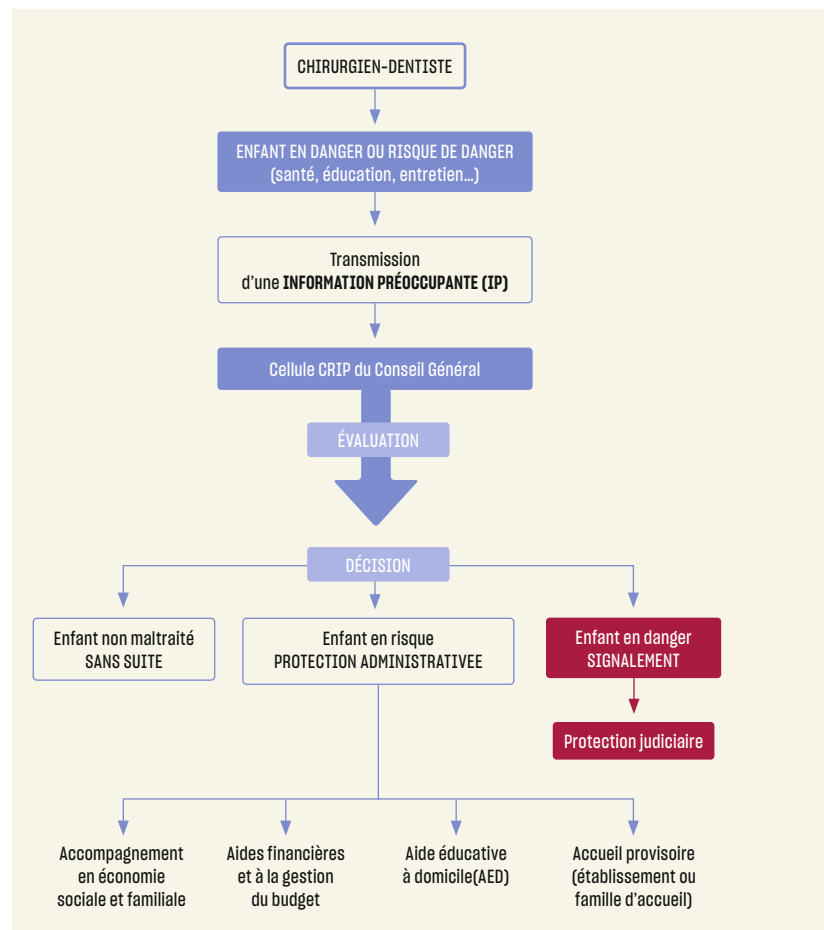 CHIRURGIEN-DENTISTE
ENFANT EN DANGER OU RISQUE DE DANGER
(santé, éducation, entretien…)
Transmission
d'une INFORMATION PRÉOCCUPANTE (IP)
Cellule CRIP du Conseil Général
ÉVALUATION
DÉCISION
Enfant non maltraité
SANS SUITE
Enfant en risque
PROTECTION ADMINISTRATIVEE
Enfant en danger
SIGNALEMENT
Protection judiciaire
Accompagnement
en économie
sociale et familiale
Aides financières
et à la gestion
du budget
Aide éducative
à domicile(AED)
Accueil provisoire
(établissement ou
famille d'accueil)